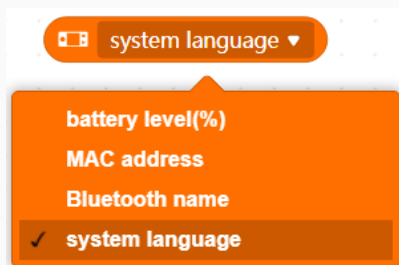 system language
battery level(%)
MAC address
Bluetooth name
system language